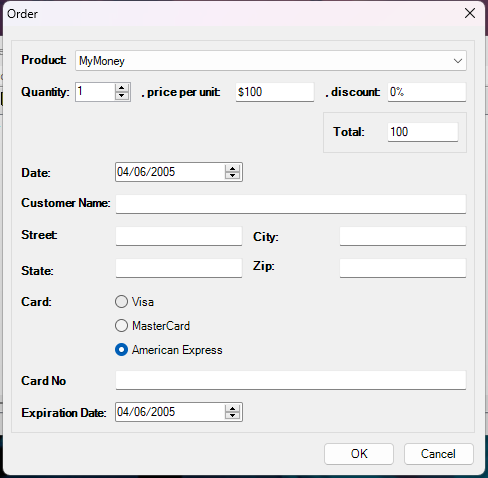 Order
Product: MyMoney
Quantity: 1 , price per unit: $100 , discount: 0%
Total: 100
Date: 04/06/2005
Customer Name:
Street: City:
State: Zip:
Card: Visa
MasterCard
American Express
Card No
Expiration Date: 04/06/2005
OK Cancel